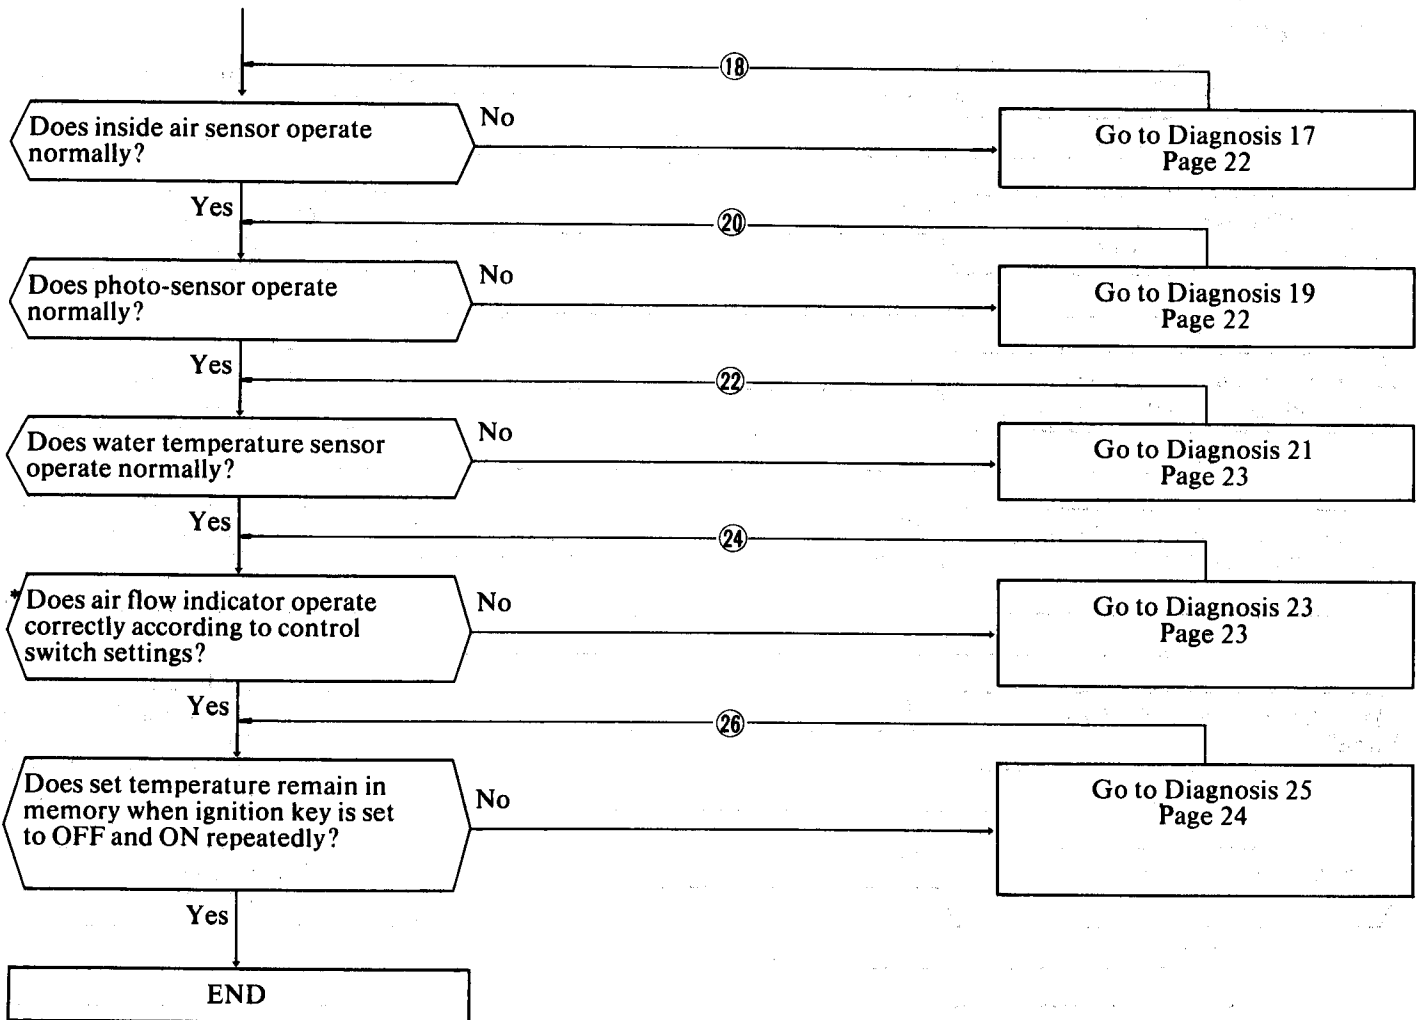 ⑱
Does inside air sensor operate
normally?
No
Go to Diagnosis 17
Page 22
Yes
⑳
Does photo-sensor operate
normally?
No
Go to Diagnosis 19
Page 22
Yes
㉒
Does water temperature sensor
operate normally?
No
Go to Diagnosis 21
Page 23
Yes
㉔
*Does air flow indicator operate
correctly according to control
switch settings?
No
Go to Diagnosis 23
Page 23
Yes
㉖
Does set temperature remain in
memory when ignition key is set
to OFF and ON repeatedly?
No
Go to Diagnosis 25
Page 24
Yes
END